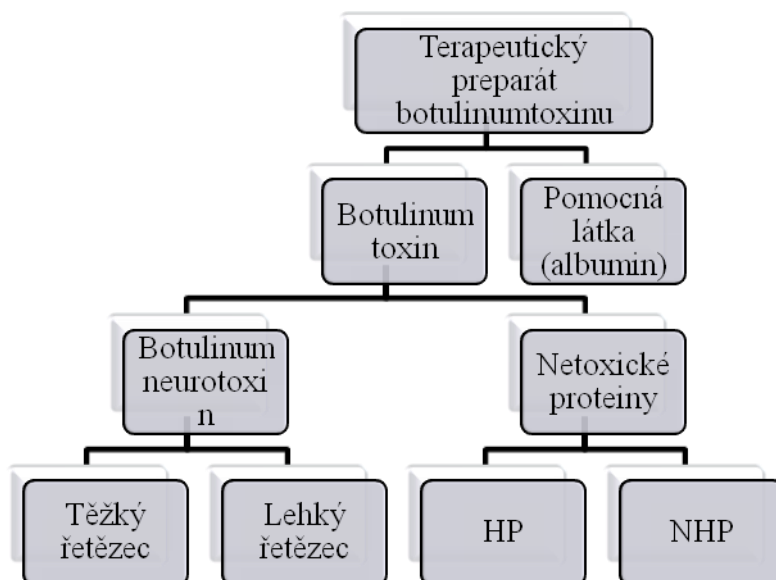 Terapeutický
preparát
botulinumtoxinu
Botulinum
toxin
Pomocná
látka
(albumin)
Botulinum
neurotoxi
n
Netoxické
proteiny
Těžký
řetězec
Lehký
řetězec
HP
NHP